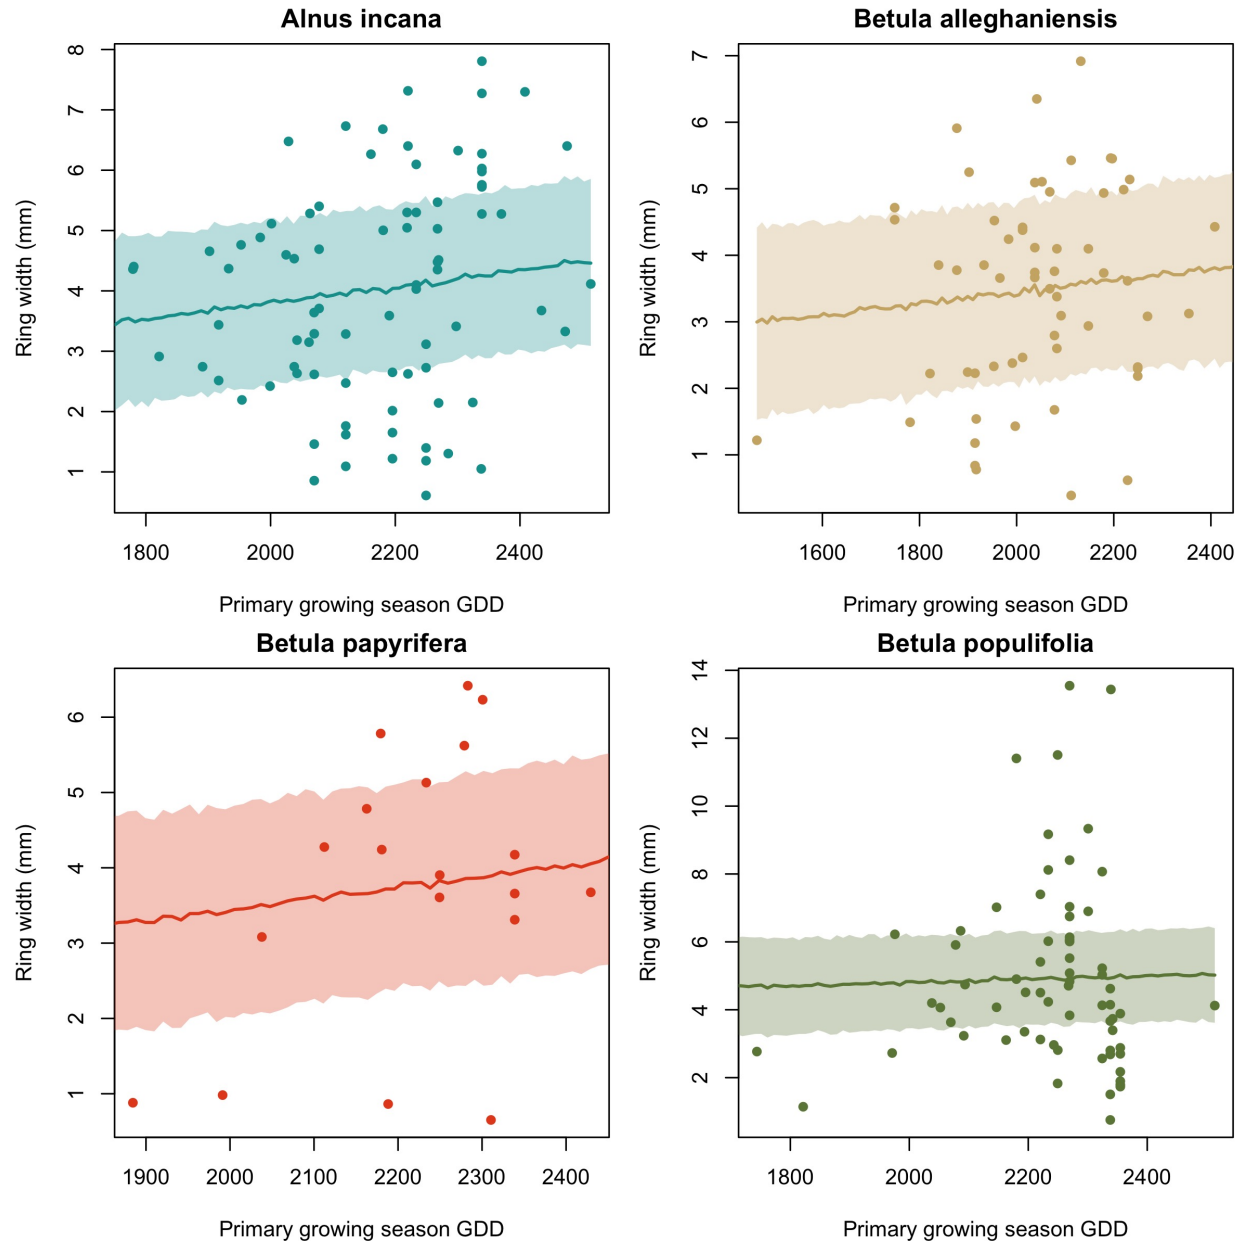 Alnus incana
8
7
6
5
4
3
2
1
Ring width (mm)
1800 2000 2200 2400
Primary growing season GDD
Betula alleghaniensis
7
6
5
4
3
2
1
Ring width (mm)
1600 1800 2000 2200 2400
Primary growing season GDD
Betula papyrifera
6
5
4
3
2
1
Ring width (mm)
1900 2000 2100 2200 2300 2400
Primary growing season GDD
Betula populifolia
14
12
10
8
6
4
2
Ring width (mm)
1800 2000 2200 2400
Primary growing season GDD